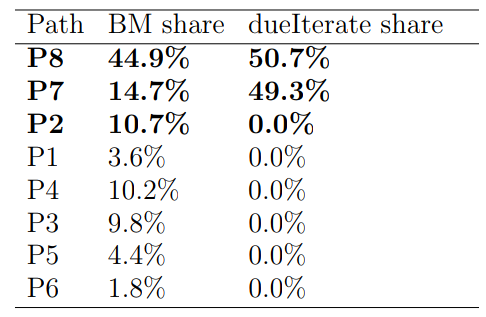 Path BM share dueIterate share
P8 44.9% 50.7%
P7 14.7% 49.3%
P2 10.7% 0.0%
P1 3.6% 0.0%
P4 10.2% 0.0%
P3 9.8% 0.0%
P5 4.4% 0.0%
P6 1.8% 0.0%